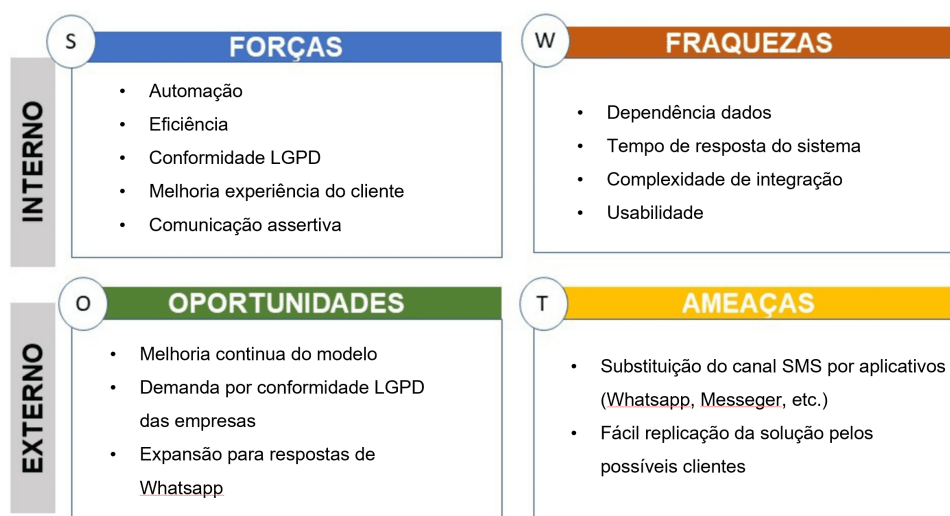 S
FORÇAS
INTERNO
• Automação
• Eficiência
• Conformidade LGPD
• Melhoria experiência do cliente
• Comunicação assertiva
W
FRAQUEZAS
• Dependência dados
• Tempo de resposta do sistema
• Complexidade de integração
• Usabilidade
O
OPORTUNIDADES
EXTERNO
• Melhoria continua do modelo
• Demanda por conformidade LGPD
das empresas
• Expansão para respostas de
Whatsapp
T
AMEAÇAS
• Substituição do canal SMS por aplicativos
(Whatsapp, Messeger, etc.)
• Fácil replicação da solução pelos
possíveis clientes